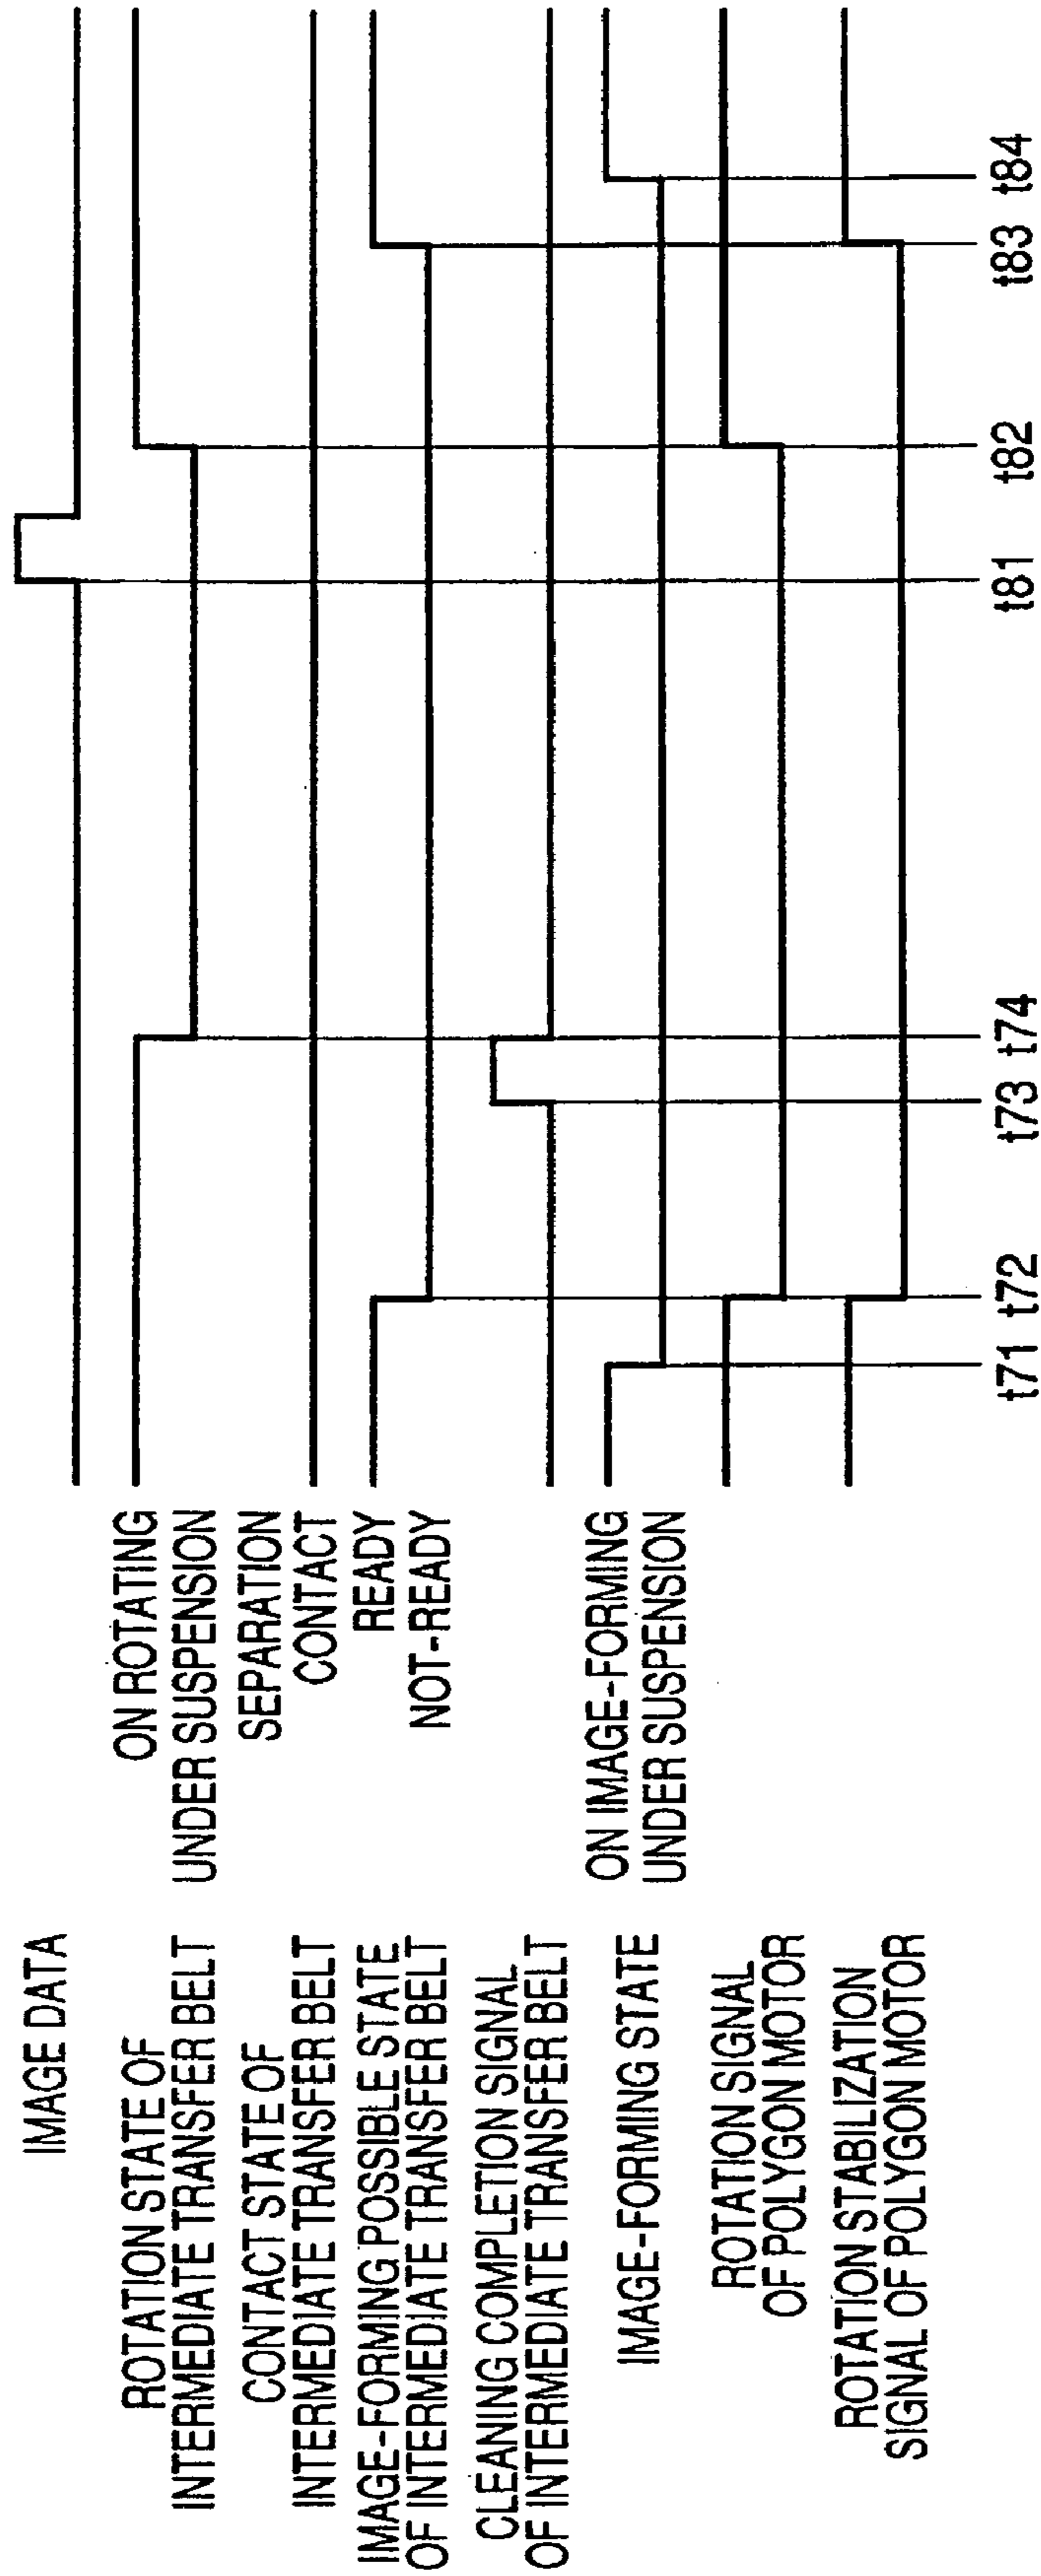 IMAGE DATA
ROTATION STATE OF
INTERMEDIATE TRANSFER BELT
ON ROTATING
UNDER SUSPENSION
CONTACT STATE OF
INTERMEDIATE TRANSFER BELT
SEPARATION
CONTACT
IMAGE-FORMING POSSIBLE STATE
OF INTERMEDIATE TRANSFER BELT
READY
NOT-READY
CLEANING COMPLETION SIGNAL
OF INTERMEDIATE TRANSFER BELT
IMAGE-FORMING STATE
ON IMAGE-FORMING
UNDER SUSPENSION
ROTATION SIGNAL
OF POLYGON MOTOR
ROTATION STABILIZATION
SIGNAL OF POLYGON MOTOR
t71 t72 t73 t74 t81 t82 t83 t84